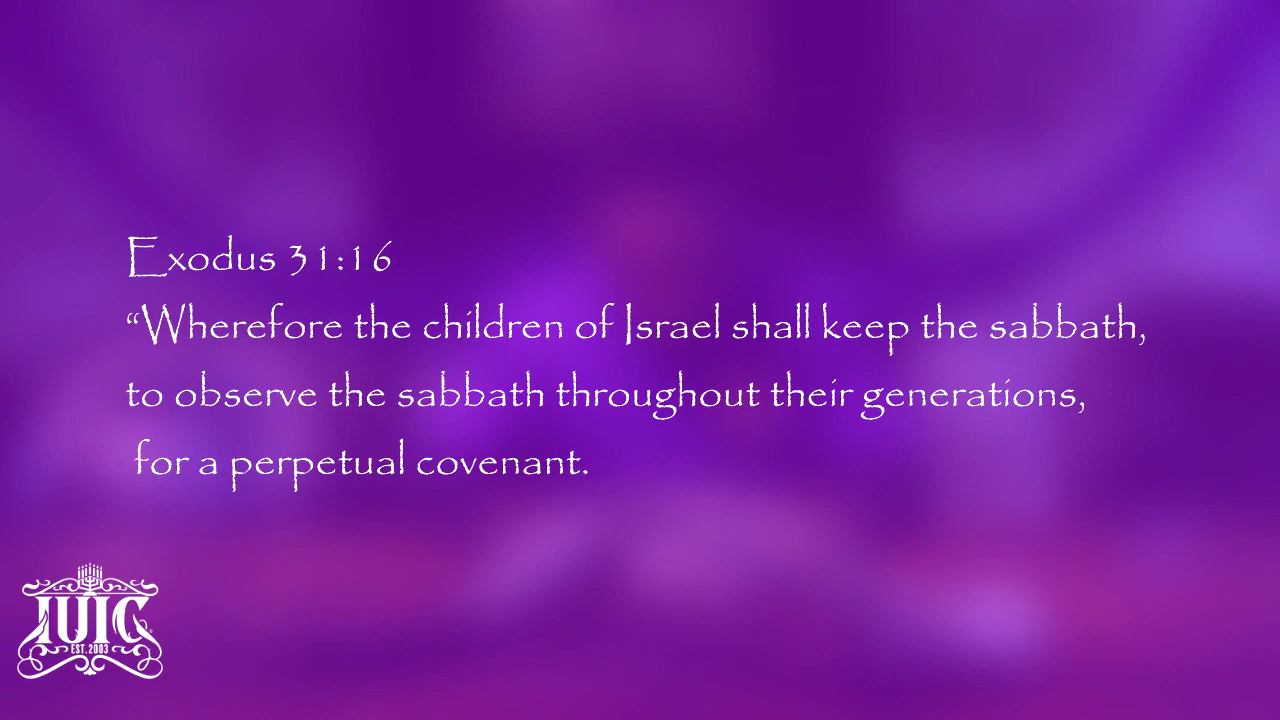 Exodus 31:16
“Wherefore the children of Israel shall keep the sabbath,
to observe the sabbath throughout their generations,
for a perpetual covenant.
IUIC
EST. 2003